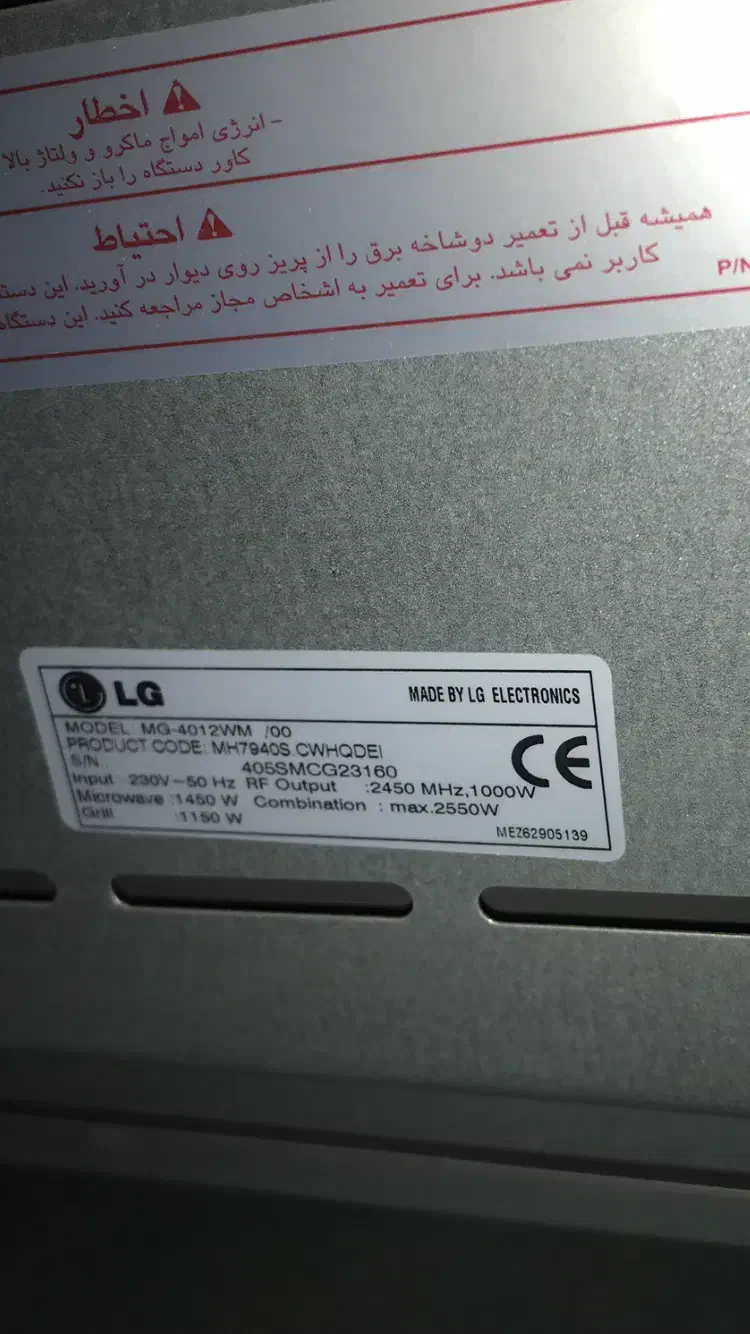 اخطار
- انرژی امواج ماکرو و ولتاژ بالا
کاور دستگاه را باز نکنید.
احتیاط
همیشه قبل از تعمیر دوشاخه برق را از پریز روی دیوار در آورید. این
کاربر نمی باشد. برای تعمیر به اشخاص مجاز مراجعه کنید. این
P/N
LG
MADE BY LG ELECTRONICS
MODEL MG-4012WM /00
PRODUCT CODE: MH7940S.CWHQDEI
S/N. 405SMCG23160
Input 230V~50 Hz RF Output :2450 MHz,1000W
Microwave :1450 W Combination : max.2550W
Grill :1150 W
CE
MEZ62905139